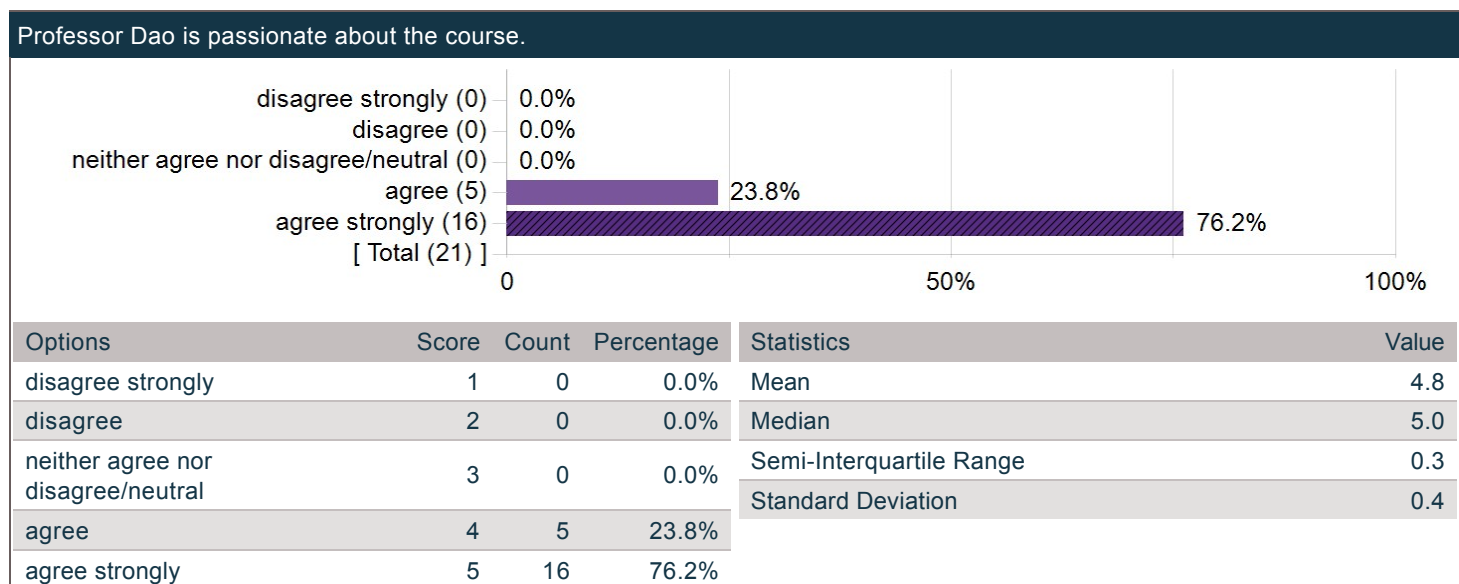 Professor Dao is passionate about the course.
disagree strongly (0) 0.0%
disagree (0) 0.0%
neither agree nor disagree/neutral (0) 0.0%
agree (5) 23.8%
agree strongly (16) 76.2%
[ Total (21) ]
0 50% 100%
Options Score Count Percentage
disagree strongly 1 0 0.0%
disagree 2 0 0.0%
neither agree nor
disagree/neutral 3 0 0.0%
agree 4 5 23.8%
agree strongly 5 16 76.2%
Statistics Value
Mean 4.8
Median 5.0
Semi-Interquartile Range 0.3
Standard Deviation 0.4